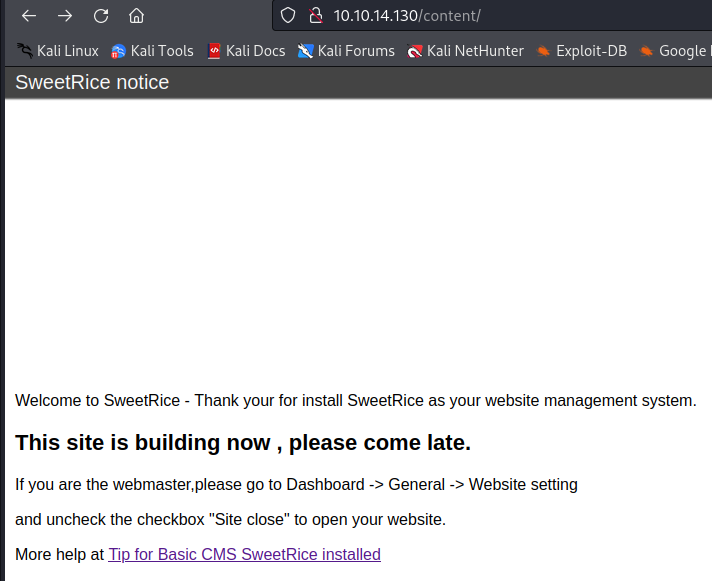 10.10.14.130/content/
Kali Linux Kali Tools Kali Docs Kali Forums Kali NetHunter Exploit-DB Google
SweetRice notice
Welcome to SweetRice - Thank your for install SweetRice as your website management system.
This site is building now , please come late.
If you are the webmaster,please go to Dashboard -> General -> Website setting
and uncheck the checkbox "Site close" to open your website.
More help at Tip for Basic CMS SweetRice installed